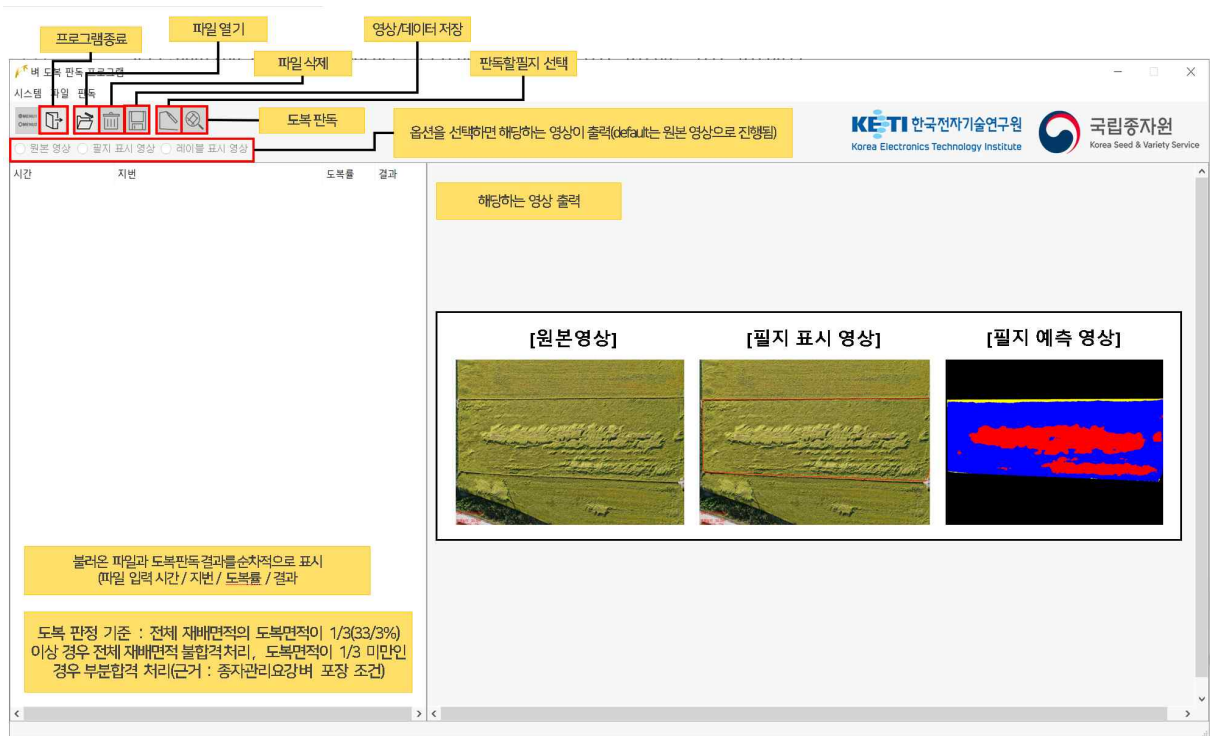 프로그램종료
파일 열기
영상/데이터 저장
파일 삭제
판독할필지 선택
벼 도복 판독 프로그램
시스템 파일 판독
도복 판독
옵션을 선택하면 해당하는 영상이 출력(default는 원본 영상으로 진행됨)
KETI 한국전자기술연구원
Korea Electronics Technology Institute
국립종자원
Korea Seed & Variety Service
원본 영상 필지 표시 영상 레이블 표시 영상
시간 지번 도복률 결과
해당하는 영상 출력
[원본영상] [필지 표시 영상] [필지 예측 영상]
불러온 파일과 도복판독결과를순차적으로 표시
(파일 입력 시간 / 지번 / 도복률 / 결과
도복 판정 기준 : 전체 재배면적의 도복면적이 1/3(33/3%)
이상 경우 전체 재배면적 불합격처리, 도복면적이 1/3 미만인
경우 부분합격 처리(근거 : 종자관리요강벼 포장 조건)